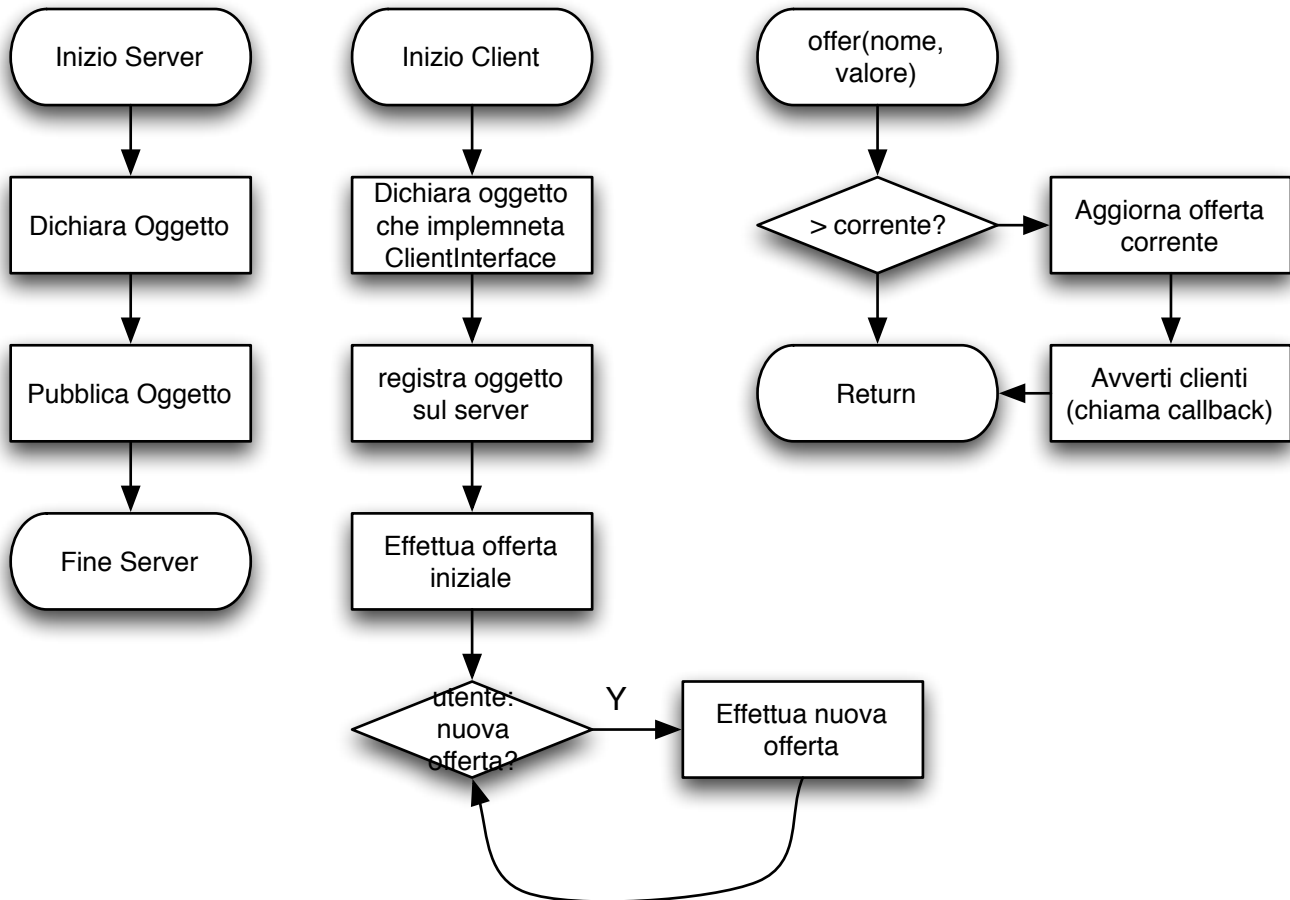 Inizio Server
Dichiara Oggetto
Pubblica Oggetto
Fine Server
Inizio Client
Dichiara oggetto
che implemneta
ClientInterface
registra oggetto
sul server
Effettua offerta
iniziale
utente:
nuova
offerta?
Y
Effettua nuova
offerta
offer(nome,
valore)
> corrente?
Aggiorna offerta
corrente
Avverti clienti
(chiama callback)
Return